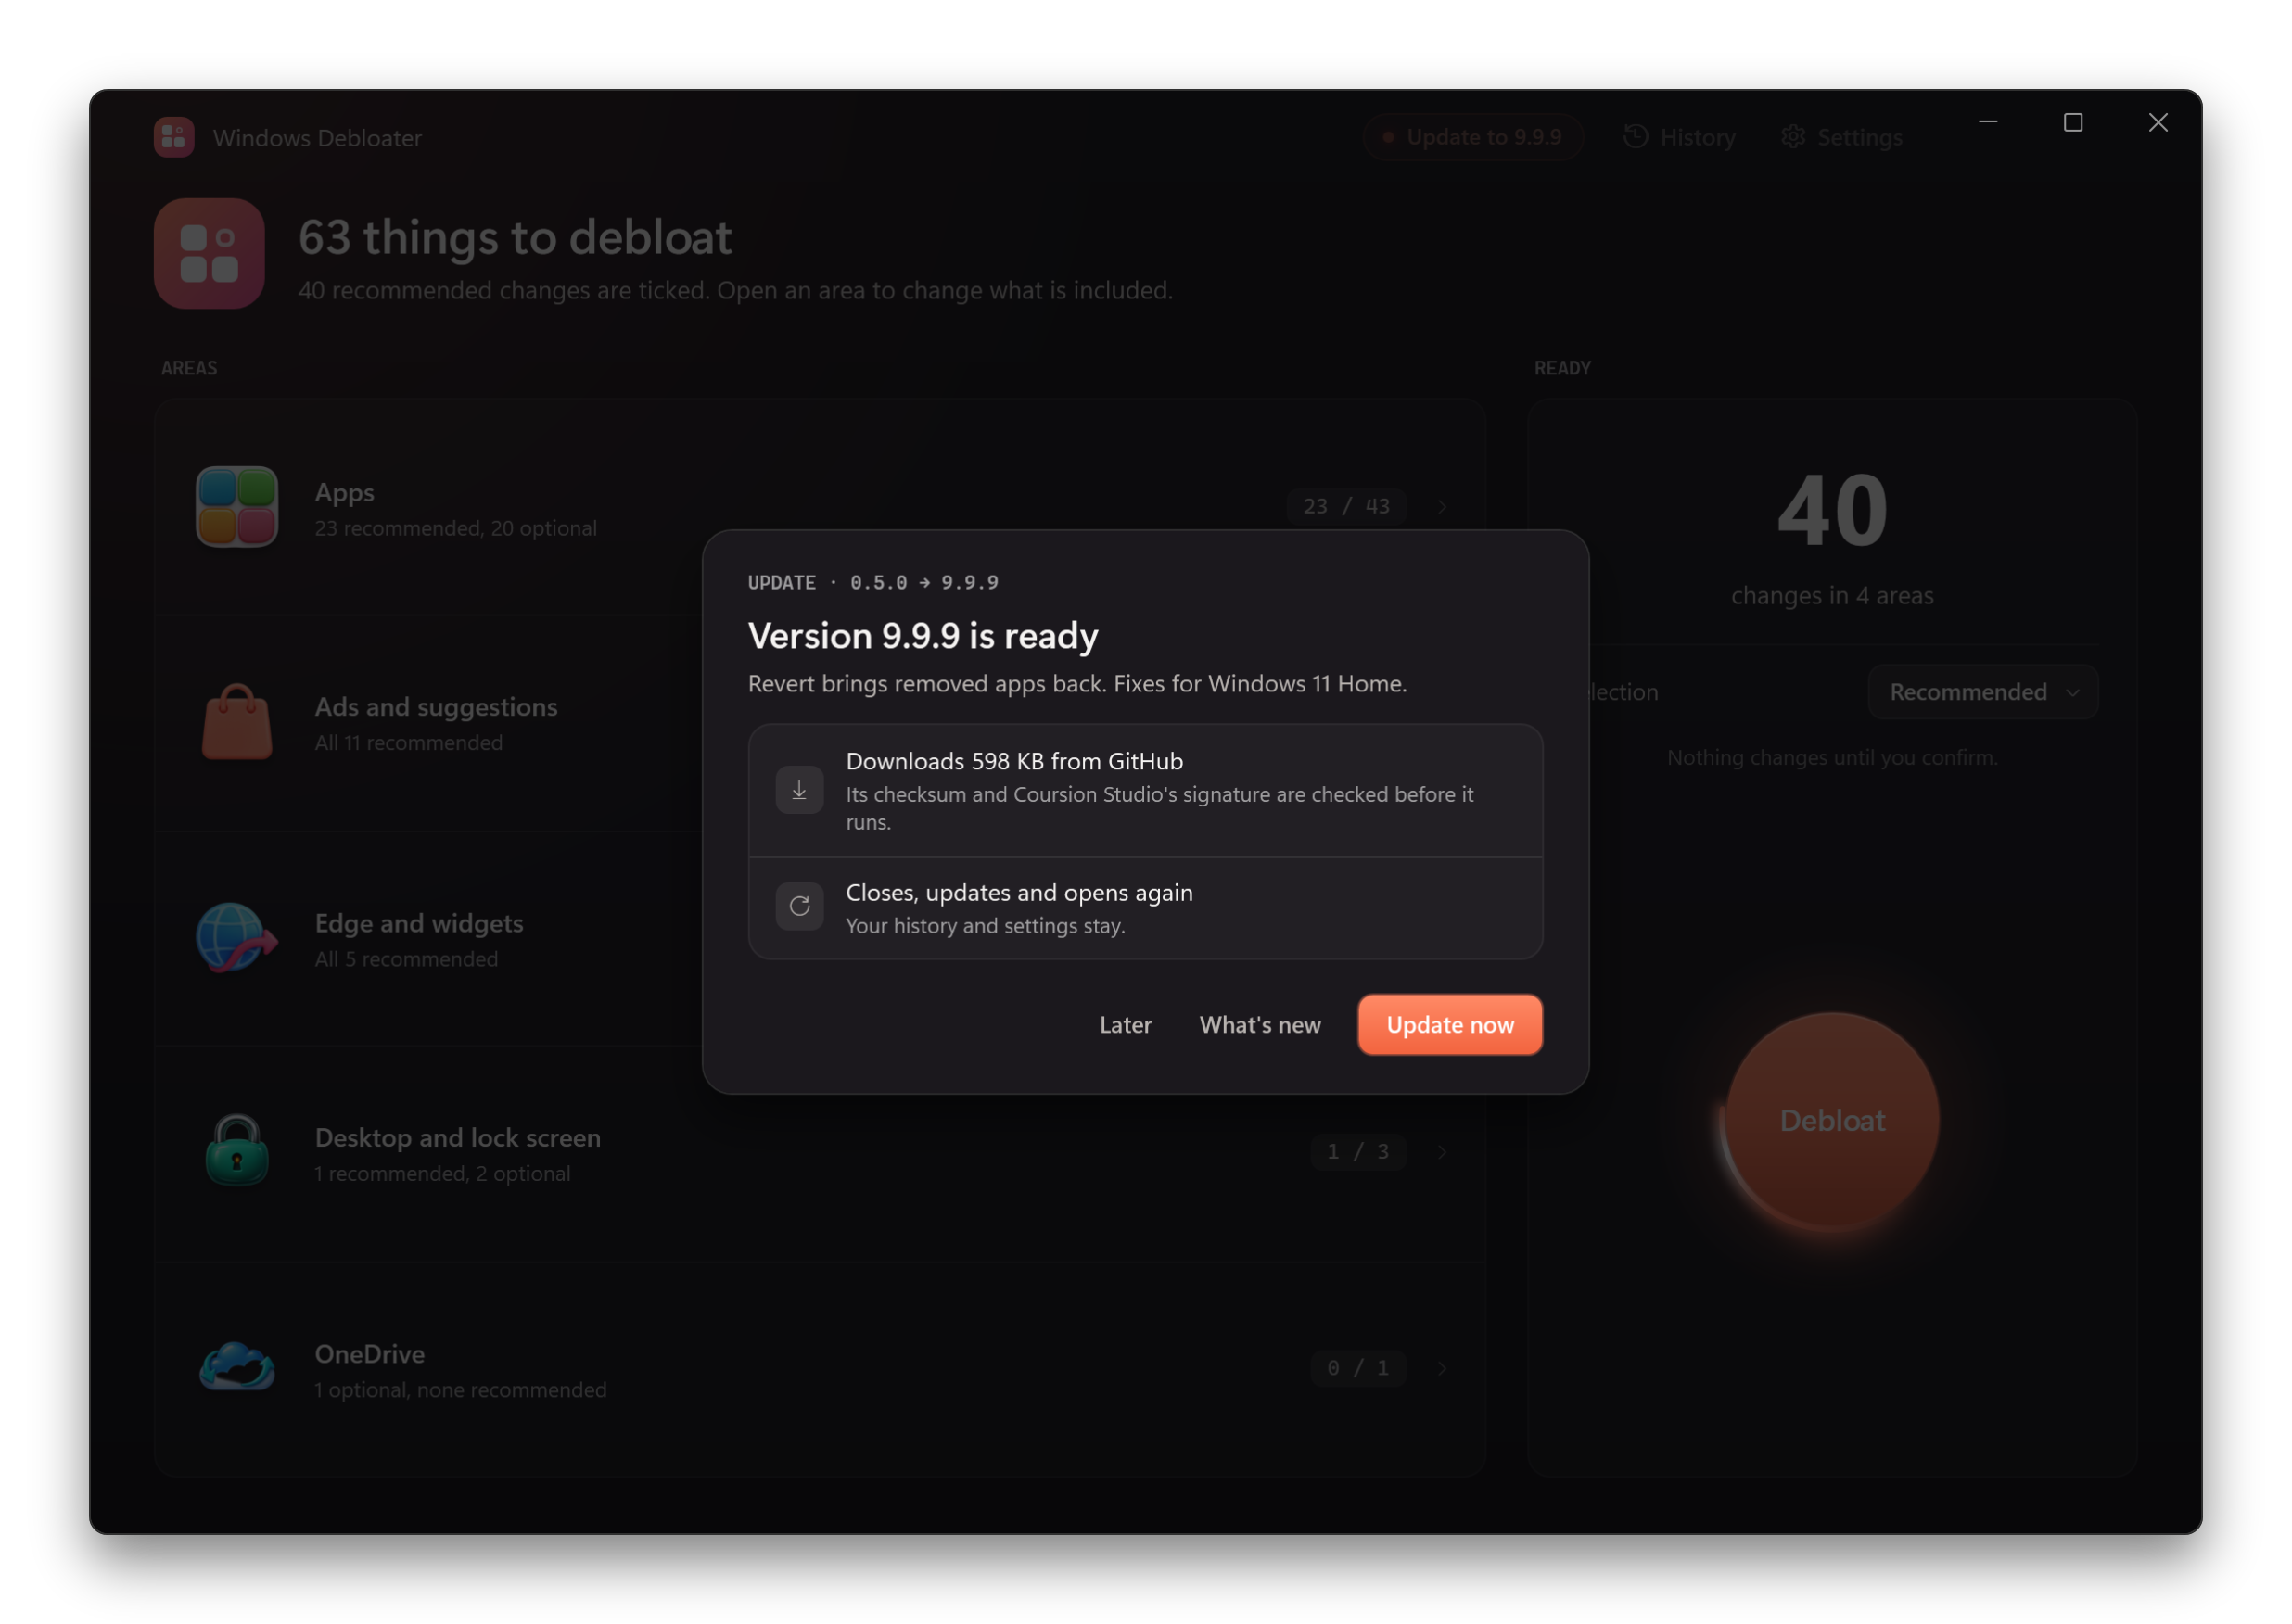 Windows Debloater
Update to 9.9.9
History
Settings
63 things to debloat
40 recommended changes are ticked. Open an area to change what is included.
AREAS
READY
Apps
23 recommended, 20 optional
23 / 43
Ads and suggestions
All 11 recommended
Edge and widgets
All 5 recommended
Desktop and lock screen
1 recommended, 2 optional
1 / 3
OneDrive
1 optional, none recommended
0 / 1
40
changes in 4 areas
Recommended
Nothing changes until you confirm.
Debloat
UPDATE · 0.5.0 → 9.9.9
Version 9.9.9 is ready
Revert brings removed apps back. Fixes for Windows 11 Home.
Downloads 598 KB from GitHub
Its checksum and Coursion Studio's signature are checked before it
runs.
Closes, updates and opens again
Your history and settings stay.
Later
What's new
Update now